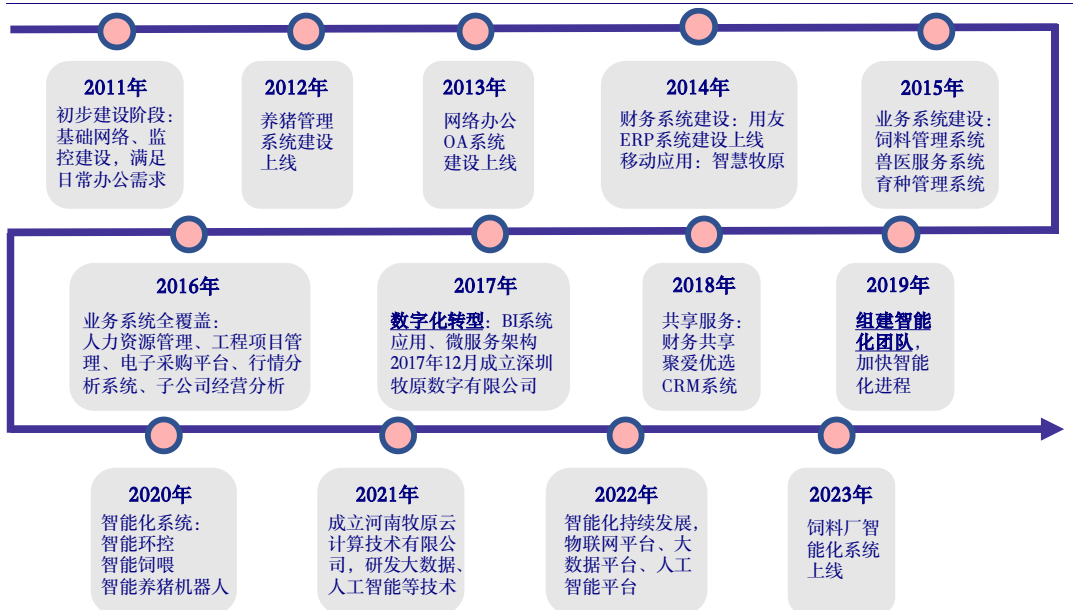 2011年
初步建设阶段：
基础网络、监
控建设，满足
日常办公需求
2012年
养猪管理
系统建设
上线
2013年
网络办公
OA系统
建设上线
2014年
财务系统建设：用友
ERP系统建设上线
移动应用：智慧牧原
2015年
业务系统建设：
饲料管理系统
兽医服务系统
育种管理系统
2016年
业务系统全覆盖：
人力资源管理、工程项目管
理、电子采购平台、行情分
析系统、子公司经营分析
2017年
数字化转型：BI系统
应用、微服务架构
2017年12月成立深圳
牧原数字有限公司
2018年
共享服务：
财务共享
聚爱优选
CRM系统
2019年
组建智能
化团队，
加快智能
化进程
2020年
智能化系统：
智能环控
智能饲喂
智能养猪机器人
2021年
成立河南牧原云
计算技术有限公
司，研发大数据、
人工智能等技术
2022年
智能化持续发展，
物联网平台、大
数据平台、人工
智能平台
2023年
饲料厂智
能化系统
上线